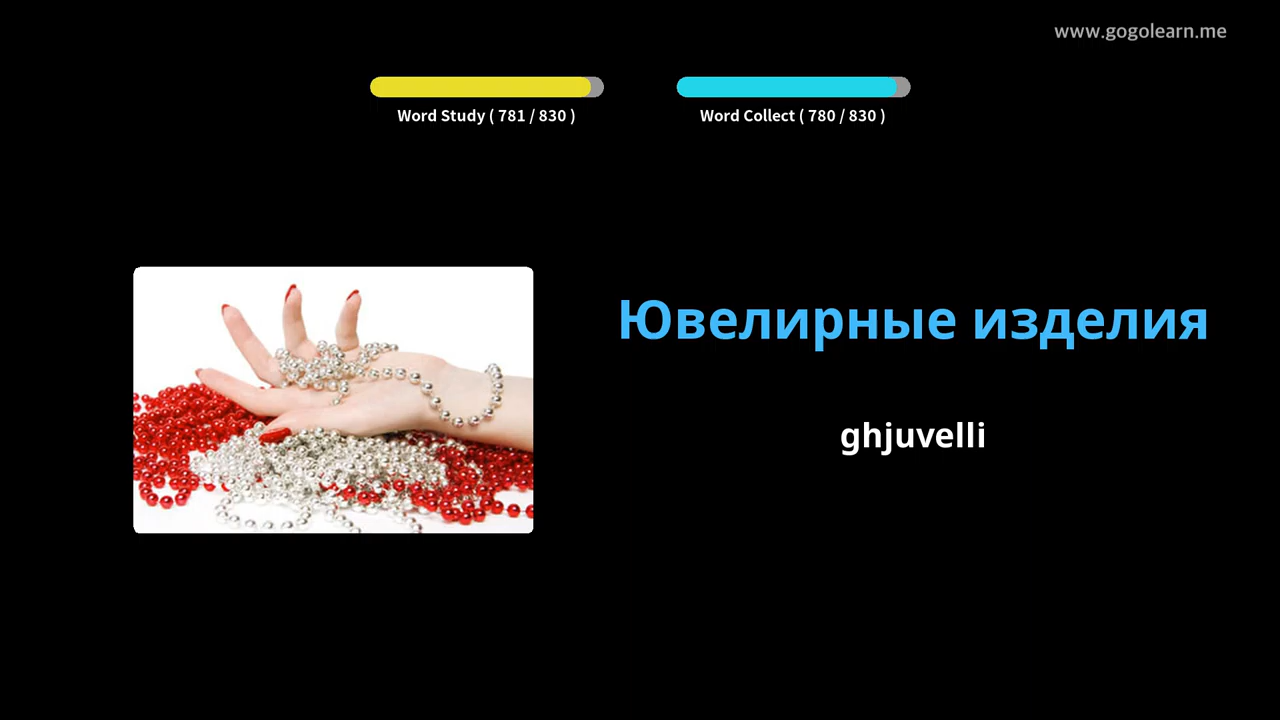 www.gogolearn.me
Word Study ( 781 / 830 )
Word Collect ( 780 / 830 )
Ювелирные изделия
ghjuvelli